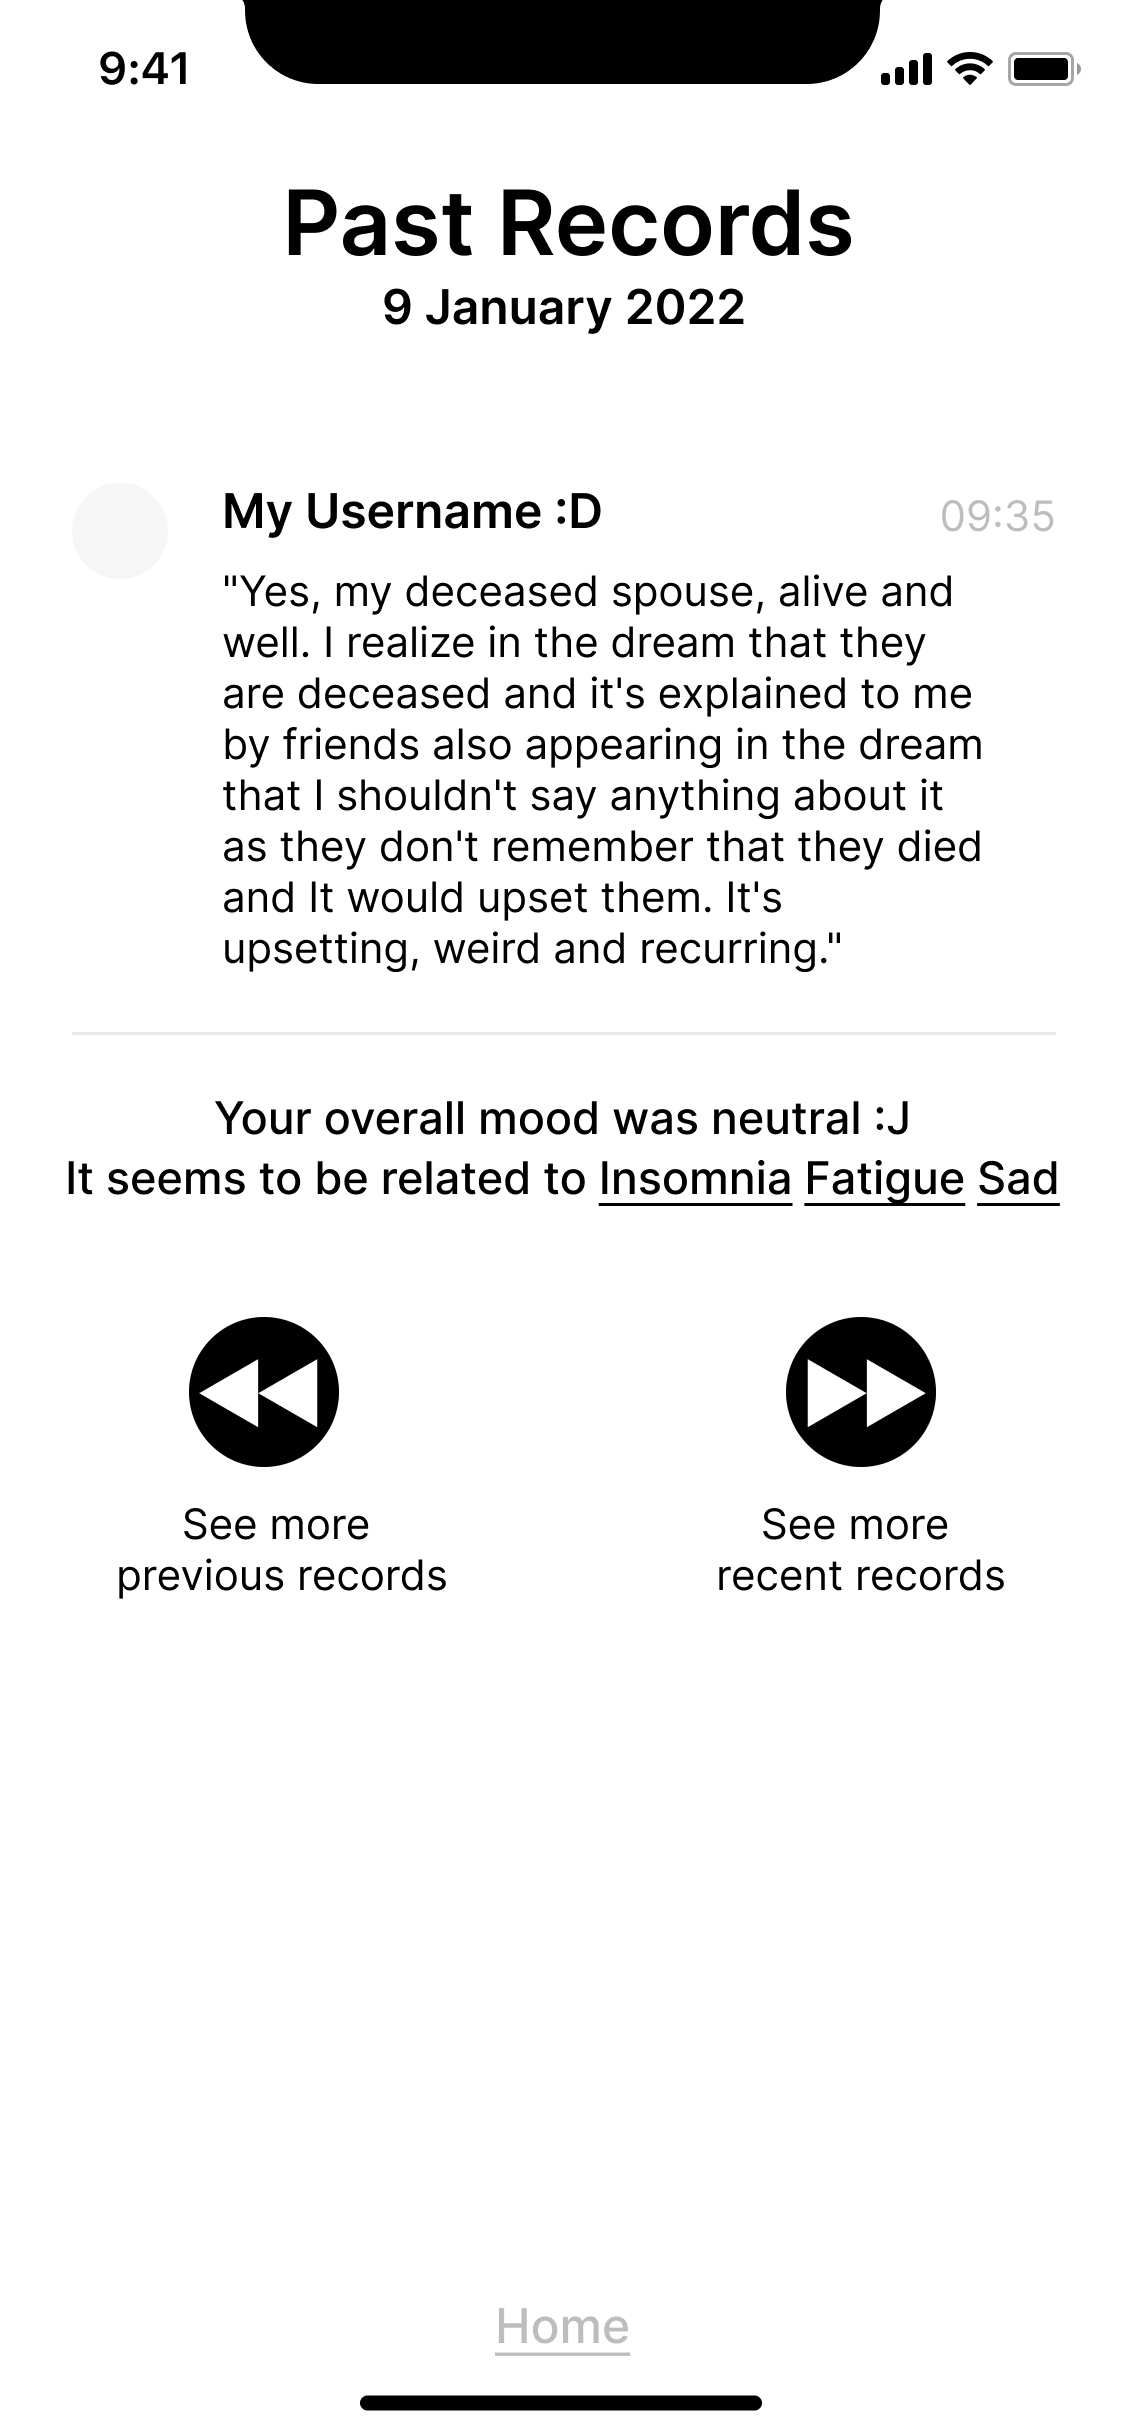 9:41
Past Records
9 January 2022
My Username :D
09:35
"Yes, my deceased spouse, alive and
well. I realize in the dream that they
are deceased and it's explained to me
by friends also appearing in the dream
that I shouldn't say anything about it
as they don't remember that they died
and It would upset them. It's
upsetting, weird and recurring."
Your overall mood was neutral :J
It seems to be related to Insomnia Fatigue Sad
See more
previous records
See more
recent records
Home